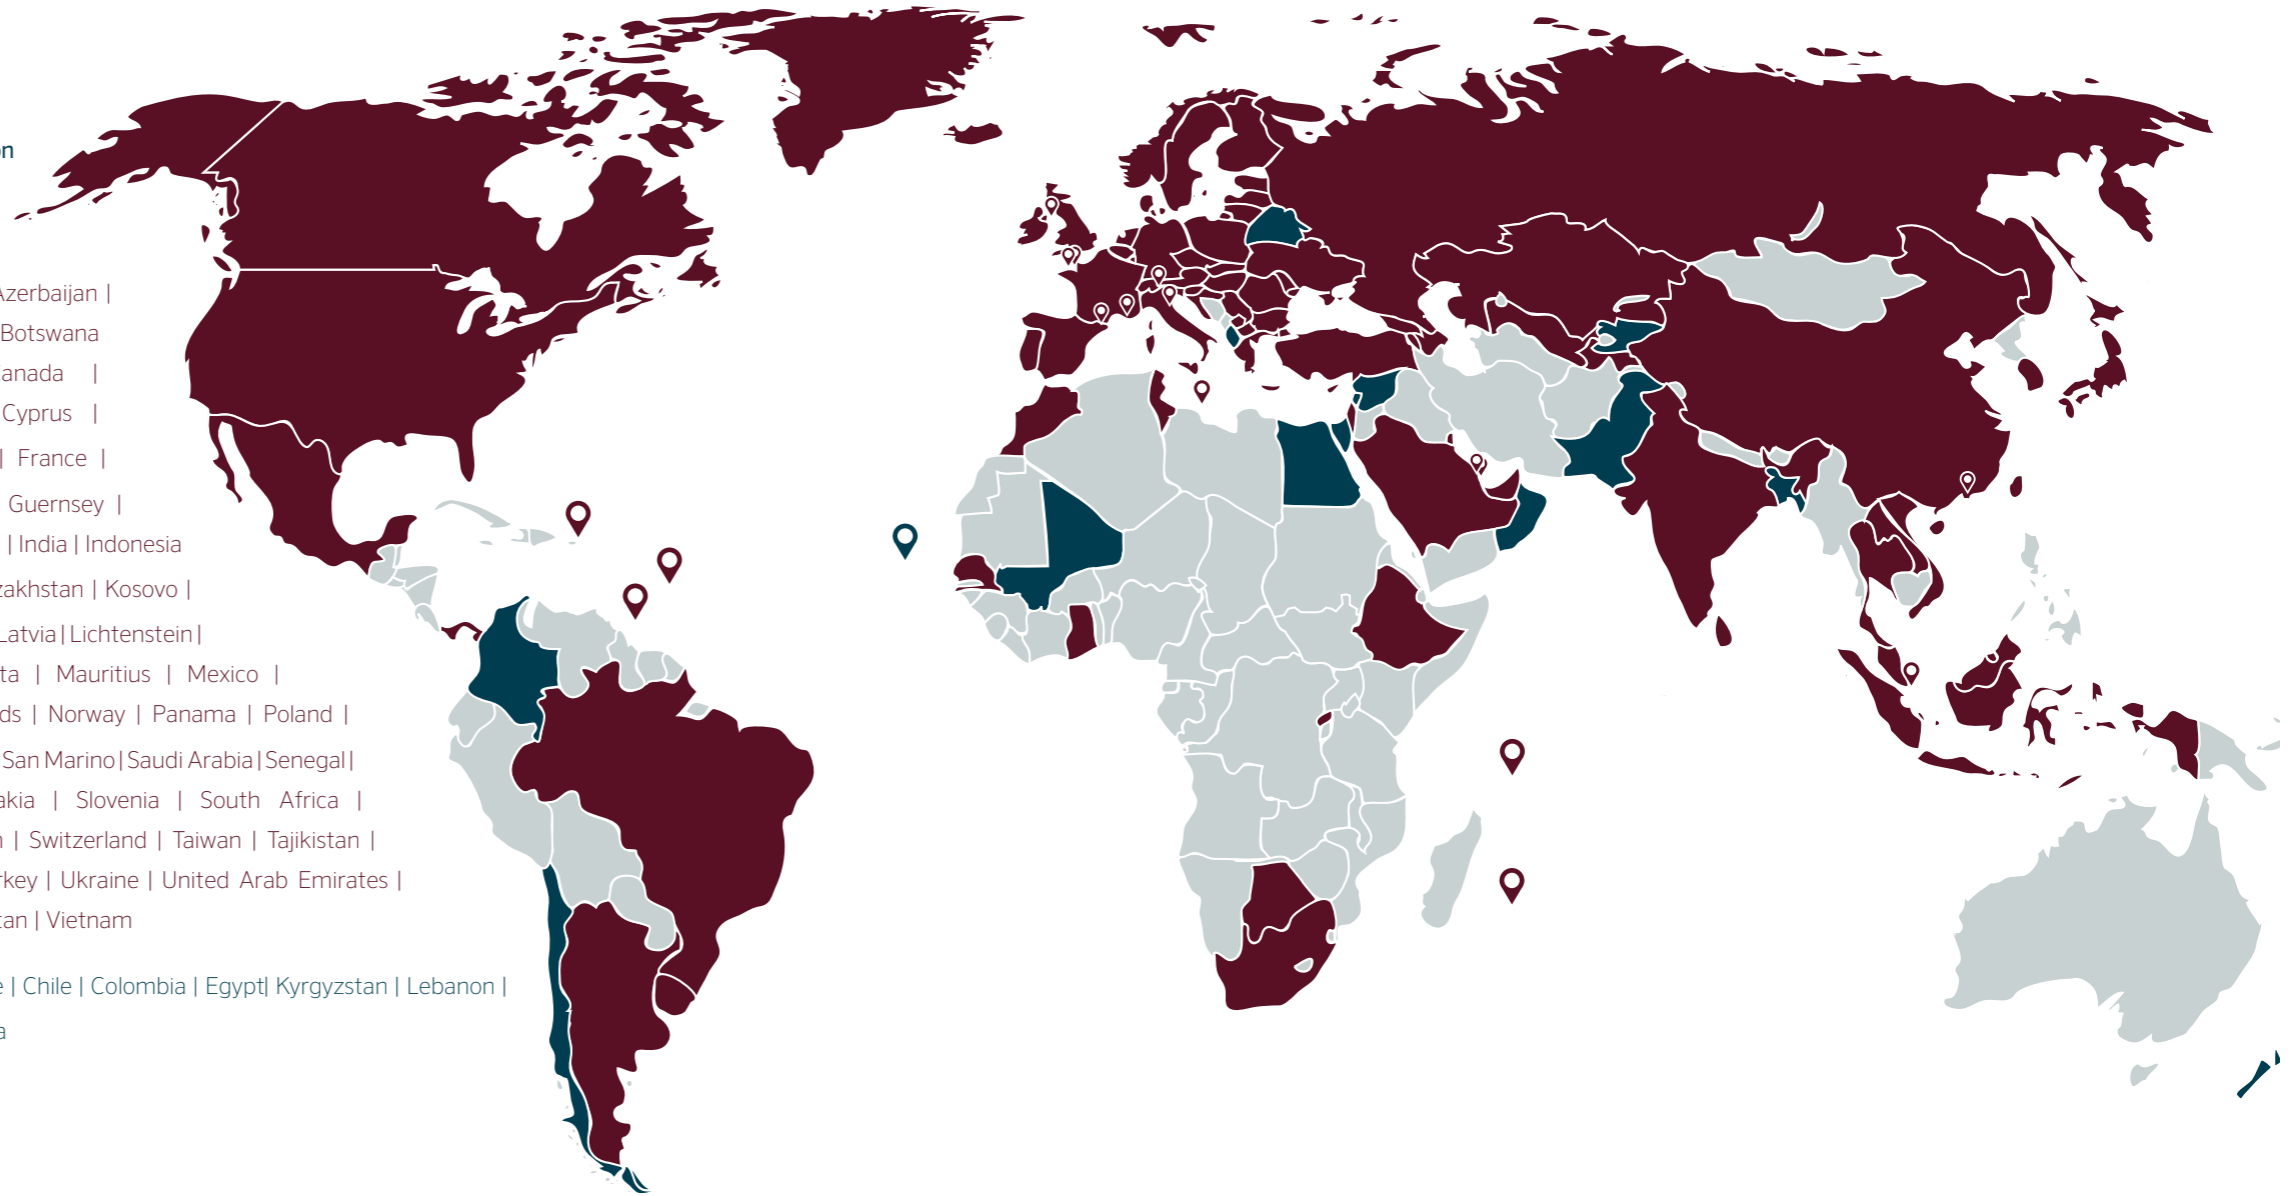 on
Azerbaijan |
Botswana
anada |
Cyprus |
| France |
Guernsey |
| India | Indonesia
zakhstan | Kosovo |
Latvia | Lichtenstein |
ta | Mauritius | Mexico |
ds | Norway | Panama | Poland |
San Marino | Saudi Arabia | Senegal |
akia | Slovenia | South Africa |
n | Switzerland | Taiwan | Tajikistan |
rkey | Ukraine | United Arab Emirates |
tan | Vietnam
e | Chile | Colombia | Egypt| Kyrgyzstan | Lebanon |
a